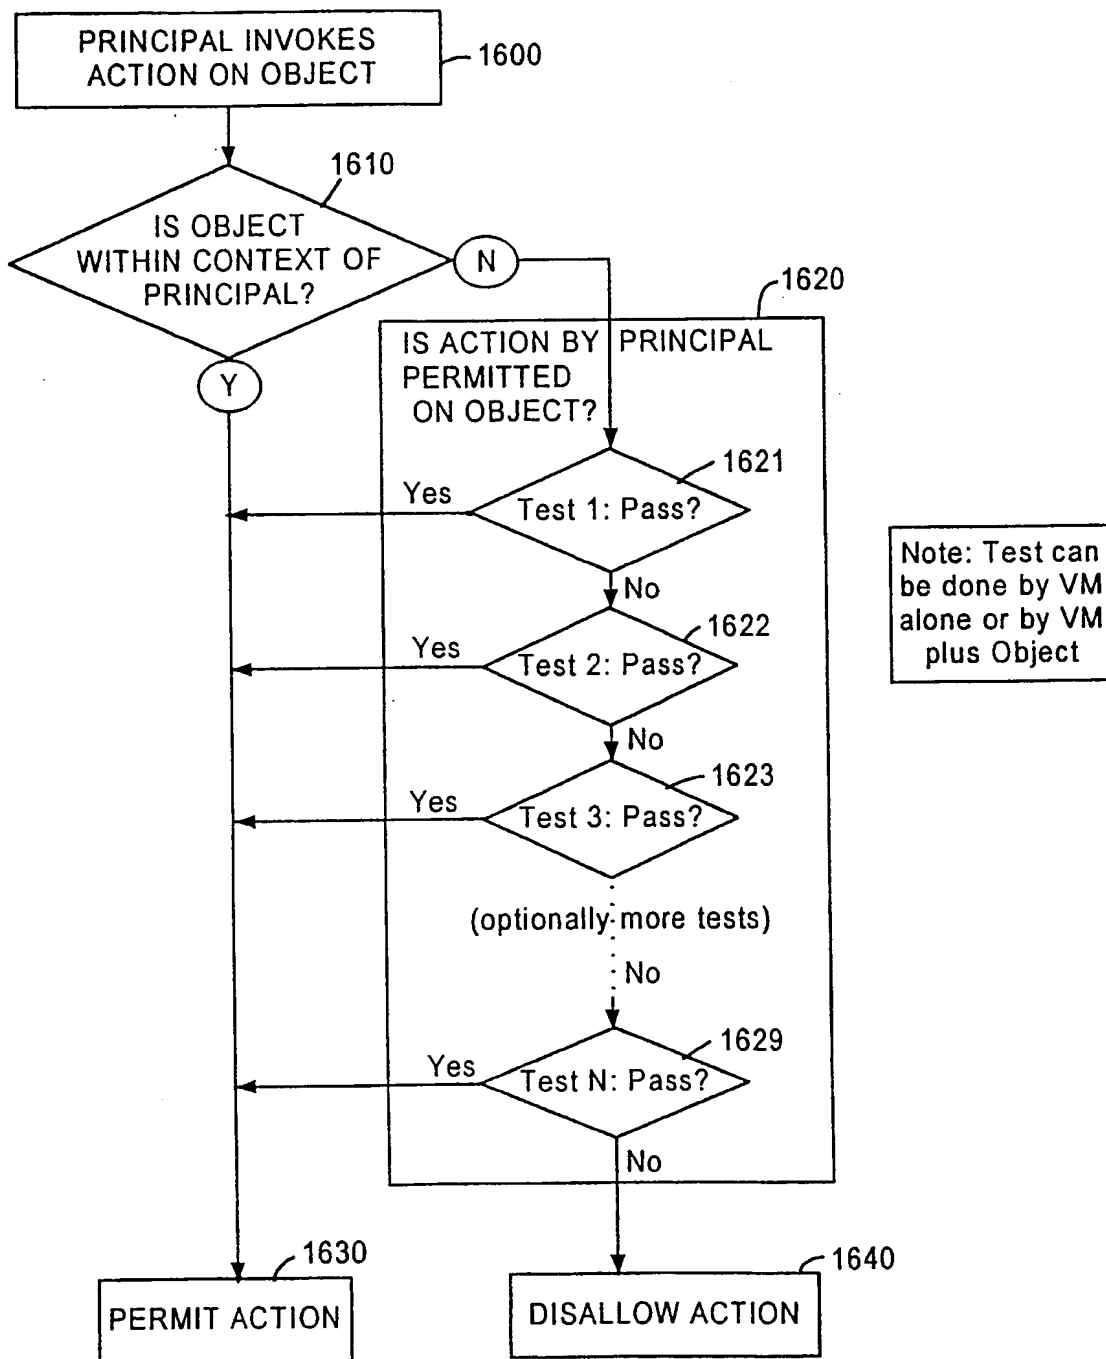 PRINCIPAL INVOKES
ACTION ON OBJECT
1600
1610
IS OBJECT
WITHIN CONTEXT OF
PRINCIPAL?
N
Y
1620
IS ACTION BY PRINCIPAL
PERMITTED
ON OBJECT?
1621
Yes
Test 1: Pass?
No
1622
Yes
Test 2: Pass?
No
1623
Yes
Test 3: Pass?
(optionally more tests)
No
1629
Yes
Test N: Pass?
No
Note: Test can
be done by VM
alone or by VM
plus Object
1630
PERMIT ACTION
1640
DISALLOW ACTION